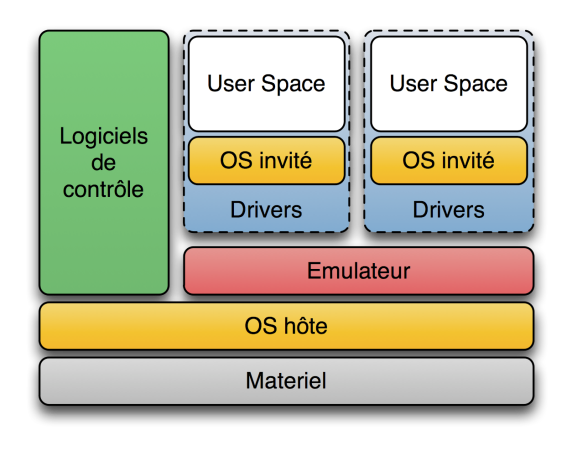 User Space
User Space
Logiciels
de
contrôle
OS invité
OS invité
Drivers
Drivers
Emulateur
OS hôte
Materiel